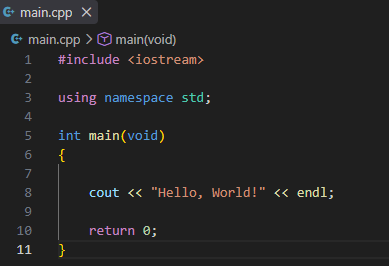 main.cpp ×
main.cpp > main(void)
1 #include <iostream>
2
3 using namespace std;
4
5 int main(void)
6 {
7
8     cout << "Hello, World!" << endl;
9
10     return 0;
11 }